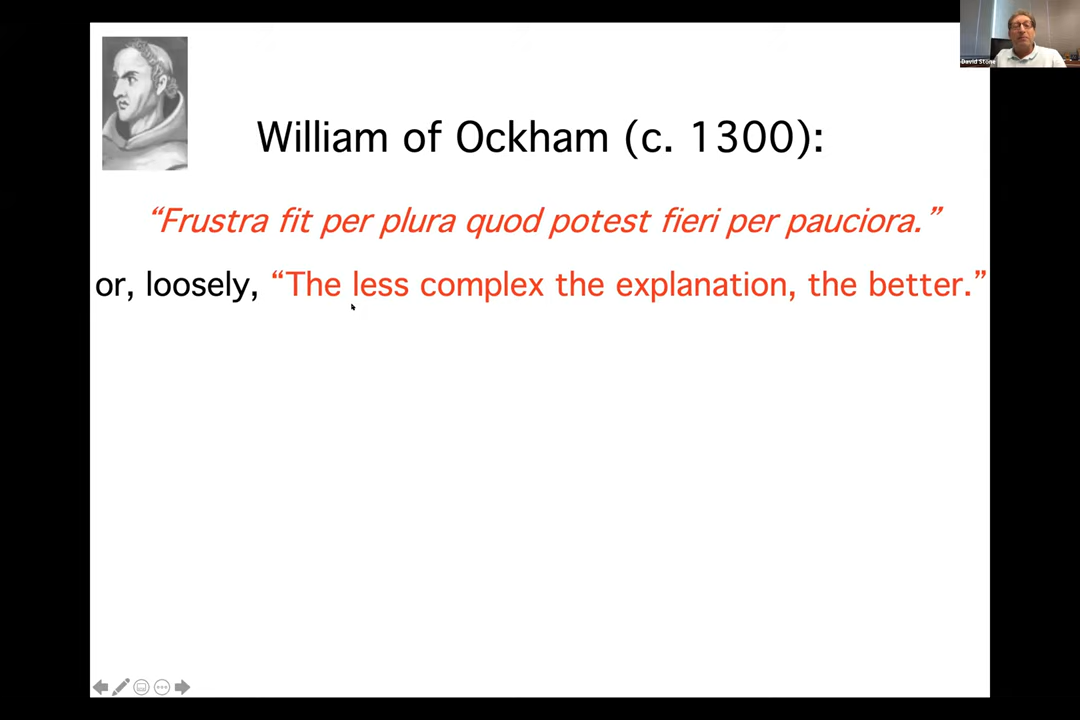 David Stone
William of Ockham (c. 1300):
“Frustra fit per plura quod potest fieri per pauciora.”
or, loosely, “The less complex the explanation, the better.”